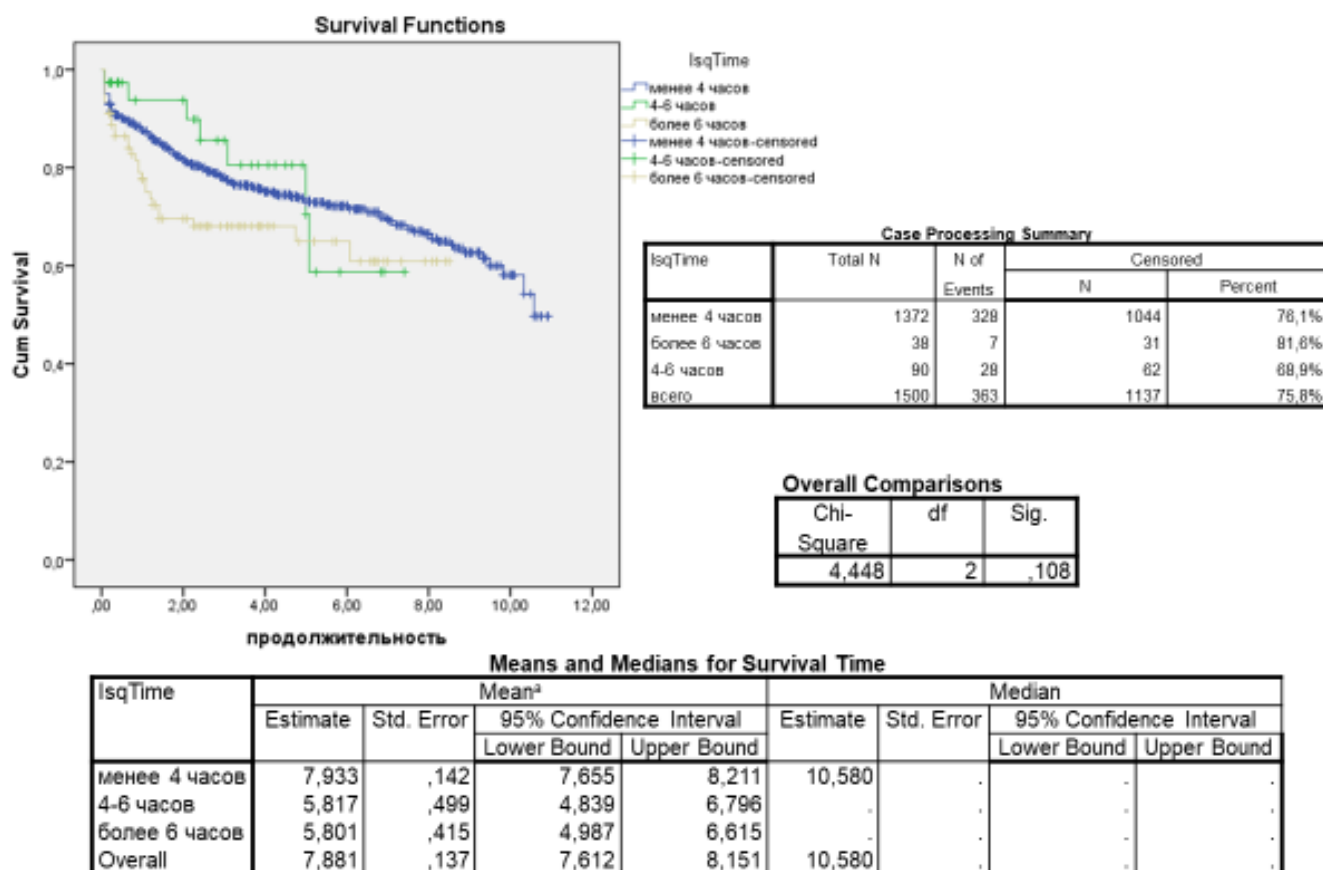 Survival Functions
IsqTime
менее 4 часов
4-6 часов
более 6 часов
менее 4 часов-censored
4-6 часов-censored
более 6 часов-censored
Cum Survival
1,0
0,8
0,6
0,4
0,2
0,0
,00 2,00 4,00 6,00 8,00 10,00 12,00
продолжительность
Case Processing Summary
IsqTime Total N N of Events Censored
N Percent
менее 4 часов 1372 328 1044 76,1%
более 6 часов 38 7 31 81,6%
4-6 часов 90 28 62 68,9%
всего 1500 363 1137 75,8%
Overall Comparisons
Chi-Square df Sig.
4,448 2 ,108
Means and Medians for Survival Time
IsqTime Meanª Median
Estimate Std. Error 95% Confidence Interval Estimate Std. Error 95% Confidence Interval
Lower Bound Upper Bound Lower Bound Upper Bound
менее 4 часов 7,933 ,142 7,655 8,211 10,580 . . .
4-6 часов 5,817 ,499 4,839 6,796 . . . .
более 6 часов 5,801 ,415 4,987 6,615 . . . .
Overall 7,881 ,137 7,612 8,151 10,580 . . .